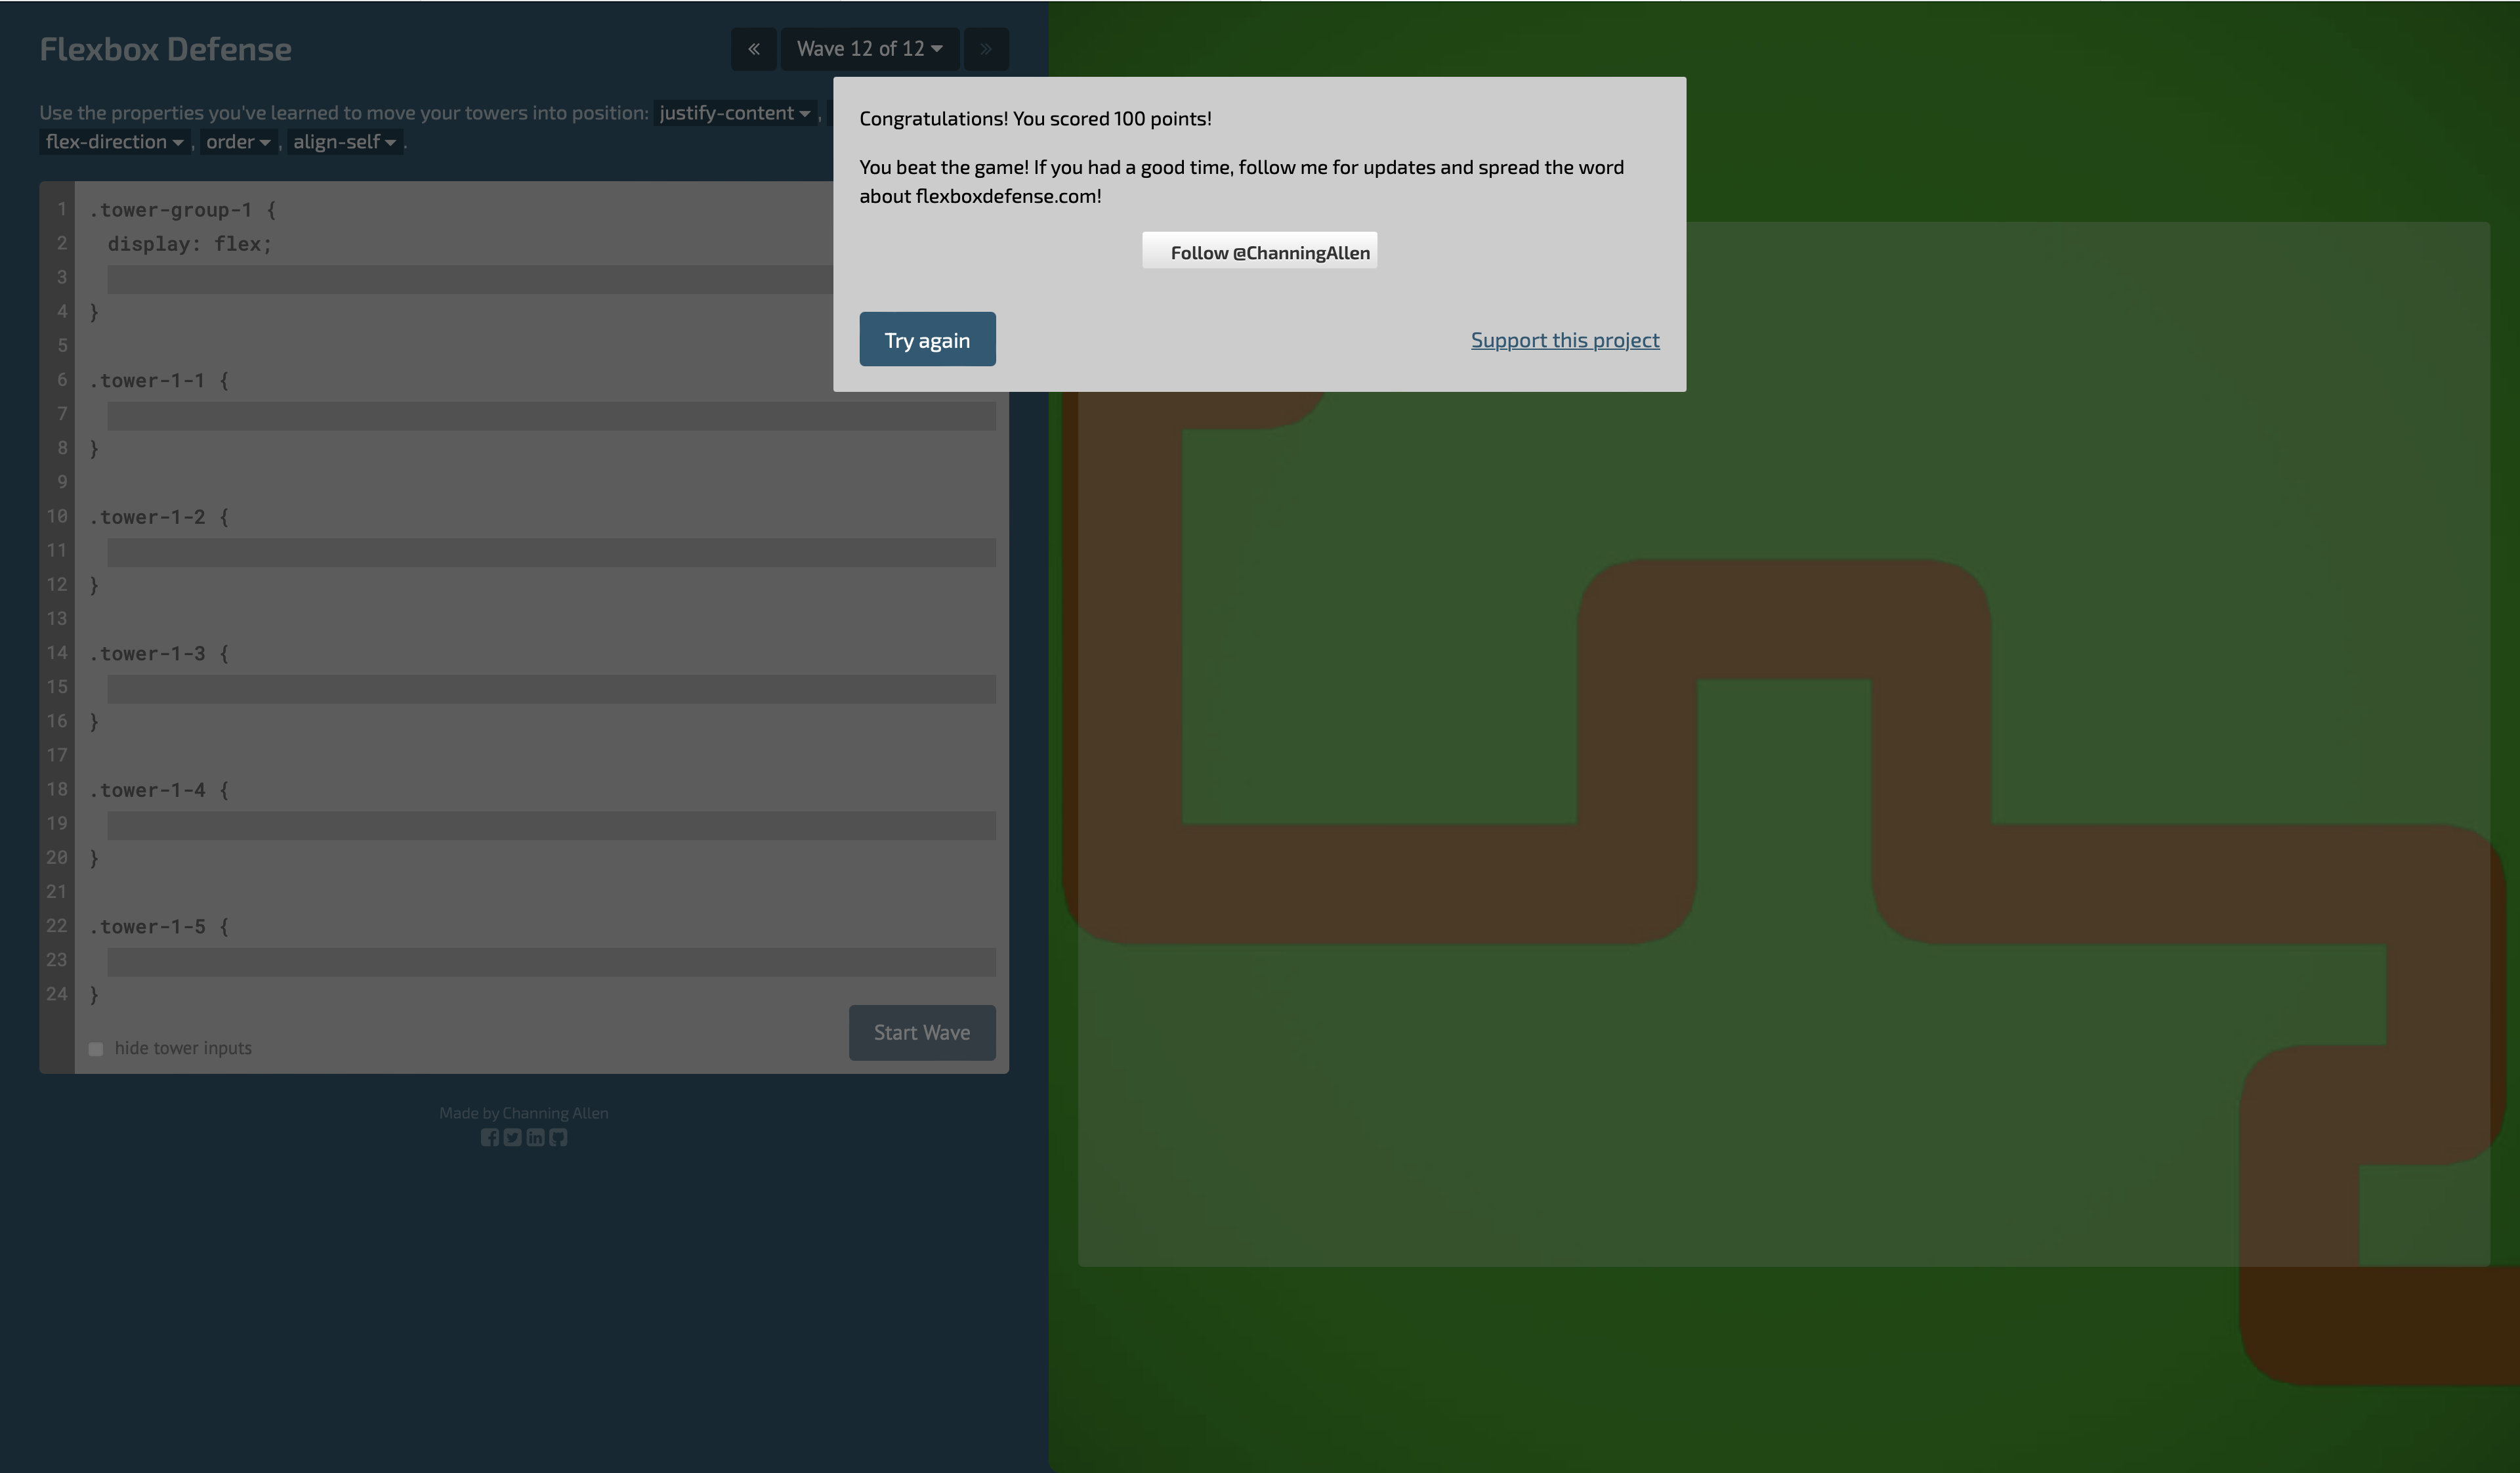 Flexbox Defense
« Wave 12 of 12 »
Use the properties you've learned to move your towers into position: justify-content ,
flex-direction , order , align-self .
Congratulations! You scored 100 points!
You beat the game! If you had a good time, follow me for updates and spread the word
about flexboxdefense.com!
Follow @ChanningAllen
Try again
Support this project
1 .tower-group-1 {
2 display: flex;
3
4 }
5
6 .tower-1-1 {
7
8 }
9
10 .tower-1-2 {
11
12 }
13
14 .tower-1-3 {
15
16 }
17
18 .tower-1-4 {
19
20 }
21
22 .tower-1-5 {
23
24 }
hide tower inputs
Start Wave
Made by Channing Allen